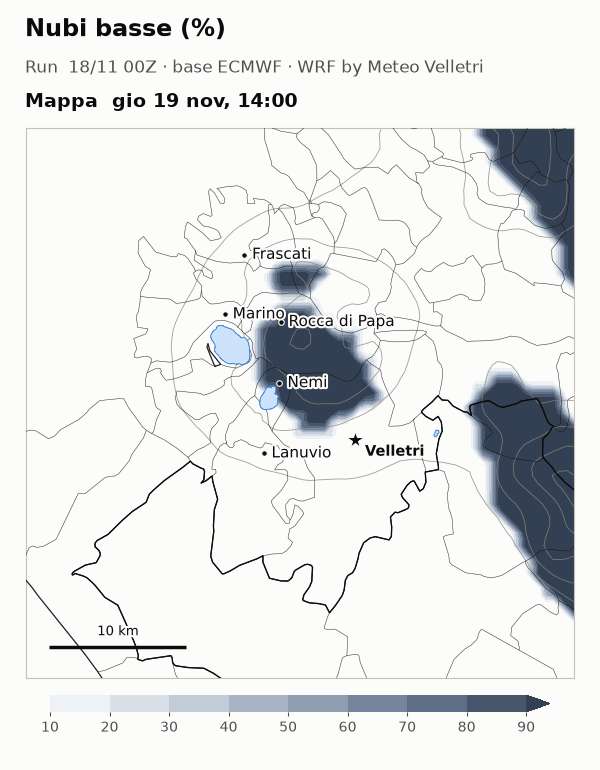 Nubi basse (%)
Run  18/11 00Z · base ECMWF · WRF by Meteo Velletri
Mappa  gio 19 nov, 14:00
Frascati
Marino
Rocca di Papa
Nemi
Velletri
Lanuvio
10 km
10 20 30 40 50 60 70 80 90